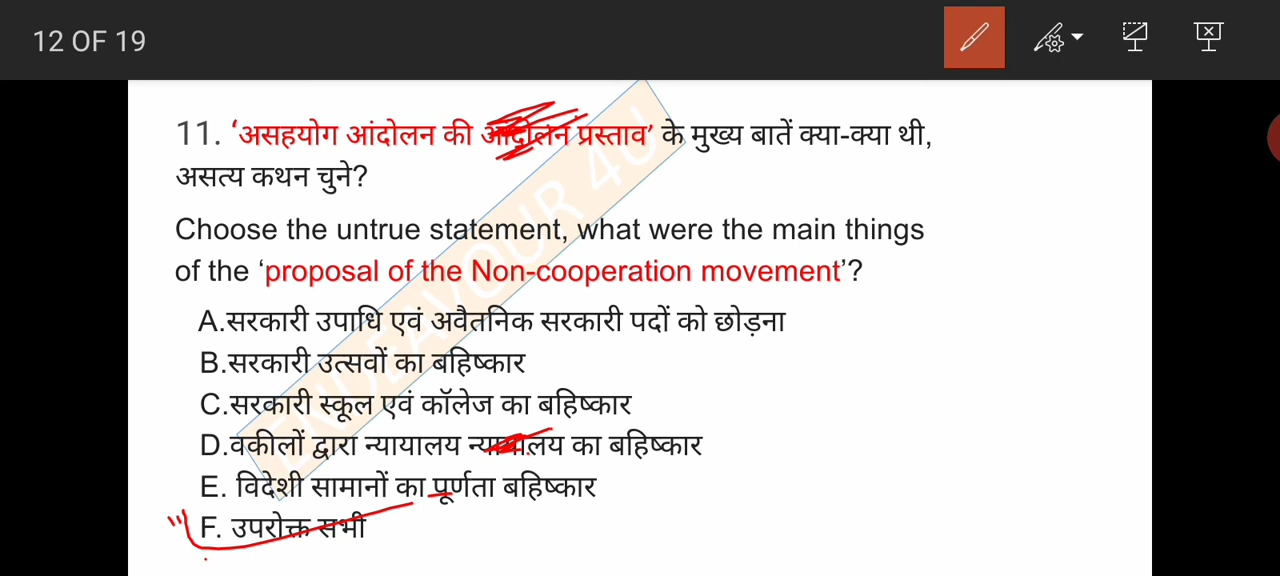 12 OF 19
11. ‘असहयोग आंदोलन की आंदोलन प्रस्ताव’ के मुख्य बातें क्या-क्या थी,
असत्य कथन चुने?
Choose the untrue statement, what were the main things
of the ‘proposal of the Non-cooperation movement’?
A.सरकारी उपाधि एवं अवैतनिक सरकारी पदों को छोड़ना
B.सरकारी उत्सवों का बहिष्कार
C.सरकारी स्कूल एवं कॉलेज का बहिष्कार
D.वकीलों द्वारा न्यायालय न्यायालय का बहिष्कार
E. विदेशी सामानों का पूर्णता बहिष्कार
F. उपरोक्त सभी
ENDEAVOUR 4U